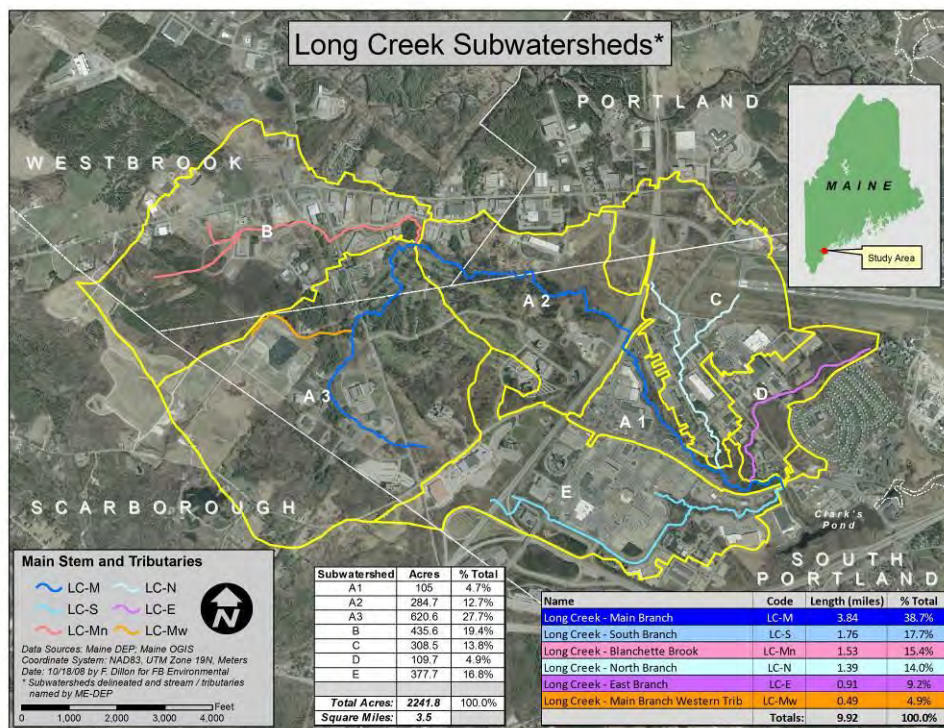 Long Creek Subwatersheds*
PORTLAND
WESTBROOK
MAINE
Study Area
B
A 2
C
A 3
D
A 1
E
SCARBOROUGH
Clark's
Pond
SOUTH
PORTLAND
Main Stem and Tributaries
LC-M LC-N
LC-S LC-E
LC-Mn LC-Mw
N
Data Sources: Maine DEP; Maine OGIS
Coordinate System: NAD83, UTM Zone 19N, Meters
Date: 10/18/08 by F. Dillon for FB Environmental
* Subwatersheds delineated and stream / tributaries
named by ME-DEP
Feet
0 1,000 2,000 3,000 4,000
Subwatershed Acres % Total
A1 105 4.7%
A2 284.7 12.7%
A3 620.6 27.7%
B 435.6 19.4%
C 308.5 13.8%
D 109.7 4.9%
E 377.7 16.8%
Total Acres: 2241.8 100.0%
Square Miles: 3.5
Name Code Length (miles) % Total
Long Creek - Main Branch LC-M 3.84 38.7%
Long Creek - South Branch LC-S 1.76 17.7%
Long Creek - Blanchette Brook LC-Mn 1.53 15.4%
Long Creek - North Branch LC-N 1.39 14.0%
Long Creek - East Branch LC-E 0.91 9.2%
Long Creek - Main Branch Western Trib LC-Mw 0.49 4.9%
Totals: 9.92 100.0%